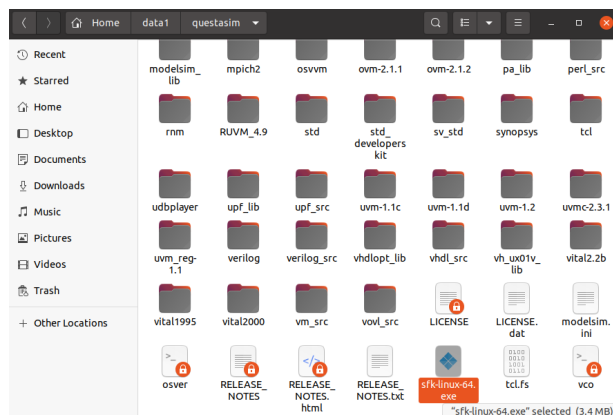 Home data1 questasim
Recent
Starred
Home
Desktop
Documents
Downloads
Music
Pictures
Videos
Trash
Other Locations
modelsim_ mpich2 osvvm ovm-2.1.1 ovm-2.1.2 pa_lib perl_src
lib
rnm RUVM_4.9 std std_ sv_std synopsys tcl
developers
kit
udbplayer upf_lib upf_src uvm-1.1c uvm-1.1d uvm-1.2 uvmc-2.3.1
uvm_reg- verilog verilog_src vhdlopt_lib vhdl_src vh_ux01v_ vital2.2b
1.1 lib
vital1995 vital2000 vm_src vovl_src LICENSE LICENSE. modelsim.
dat ini
>_ 0100
0010
0110
0011 >_
osver RELEASE_ RELEASE_ RELEASE_ sfk-linux-64. tcl.fs vco
NOTES NOTES. NOTES.txt exe
html
"sfk-linux-64.exe" selected (3.4 MB)